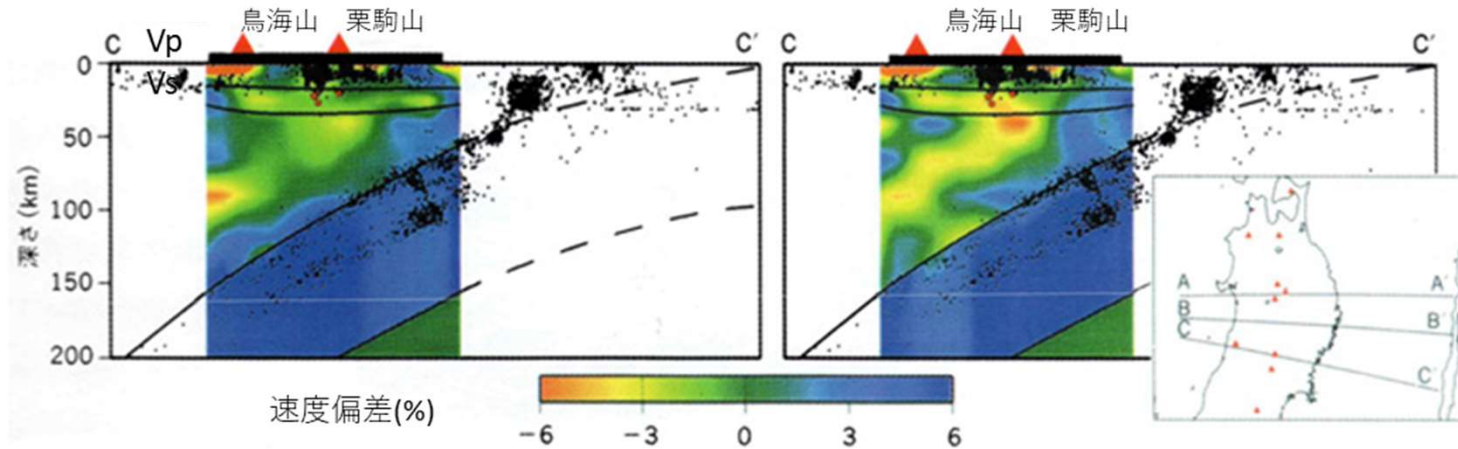 鳥海山 栗駒山
C Vp C'
Vs
0
50
100
150
200
深さ(km)
速度偏差(%)
-6 -3 0 3 6
鳥海山 栗駒山
C C'
A A'
B B'
C C'